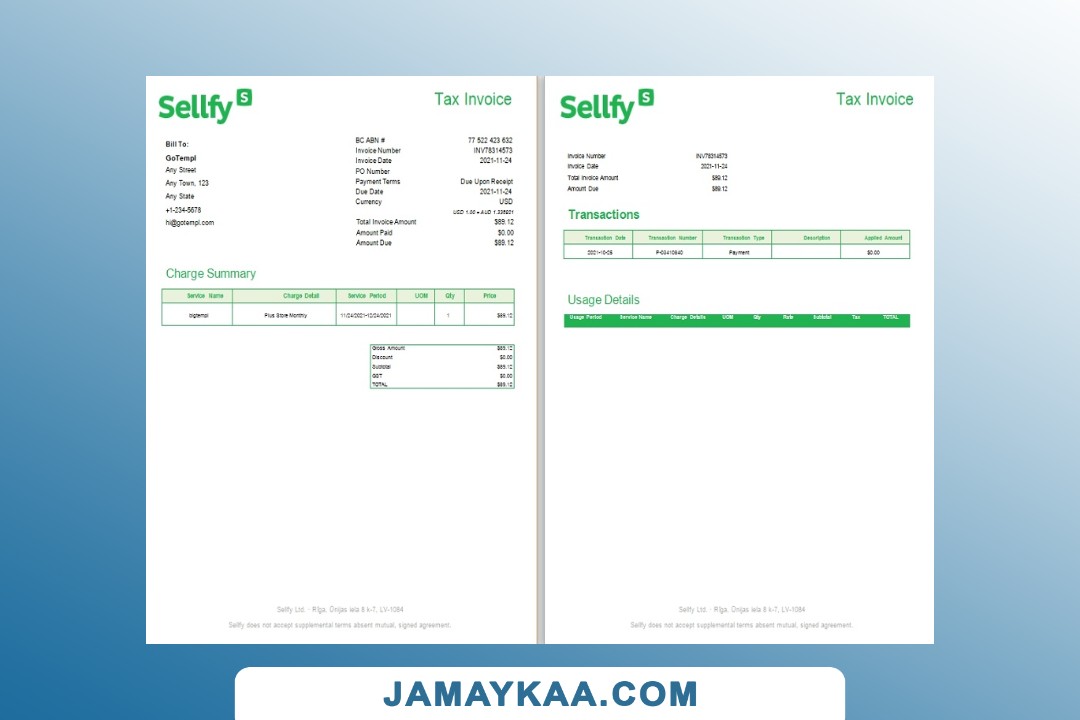 Sellfy S
Tax Invoice
Bill To:
GoTempl
Any Street
Any Town, 123
Any State
+1-234-5678
hi@gotempl.com
BC ABN # 77 522 423 632
Invoice Number INV78314573
Invoice Date 2021-11-24
PO Number
Payment Terms Due Upon Receipt
Due Date 2021-11-24
Currency USD
USD 1.00 = AUD
Total Invoice Amount $89.12
Amount Paid $0.00
Amount Due $89.12
Charge Summary
Service Name Charge Detail Service Period UOM Qty Price
Plus Store Monthly 11/24/2021-12/24/2021 1 $89.12
Gross Amount $89.12
Discount $0.00
Subtotal $89.12
GST $0.00
TOTAL $89.12
Sellfy Ltd. · Rīga, Ūnijas iela 8 k-7, LV-1084
Sellfy does not accept supplemental terms absent mutual, signed agreement.
Sellfy S
Tax Invoice
Invoice Number INV78314573
Invoice Date 2021-11-24
Total Invoice Amount $89.12
Amount Due $89.12
Transactions
Transaction Date Transaction Number Transaction Type Description Applied Amount
2021-10-25 P-00410840 Payment $0.00
Usage Details
Usage Period Service Name Charge Details UOM Qty Rate Subtotal Tax TOTAL
Sellfy Ltd. · Rīga, Ūnijas iela 8 k-7, LV-1084
Sellfy does not accept supplemental terms absent mutual, signed agreement.
JAMAYKAA.COM